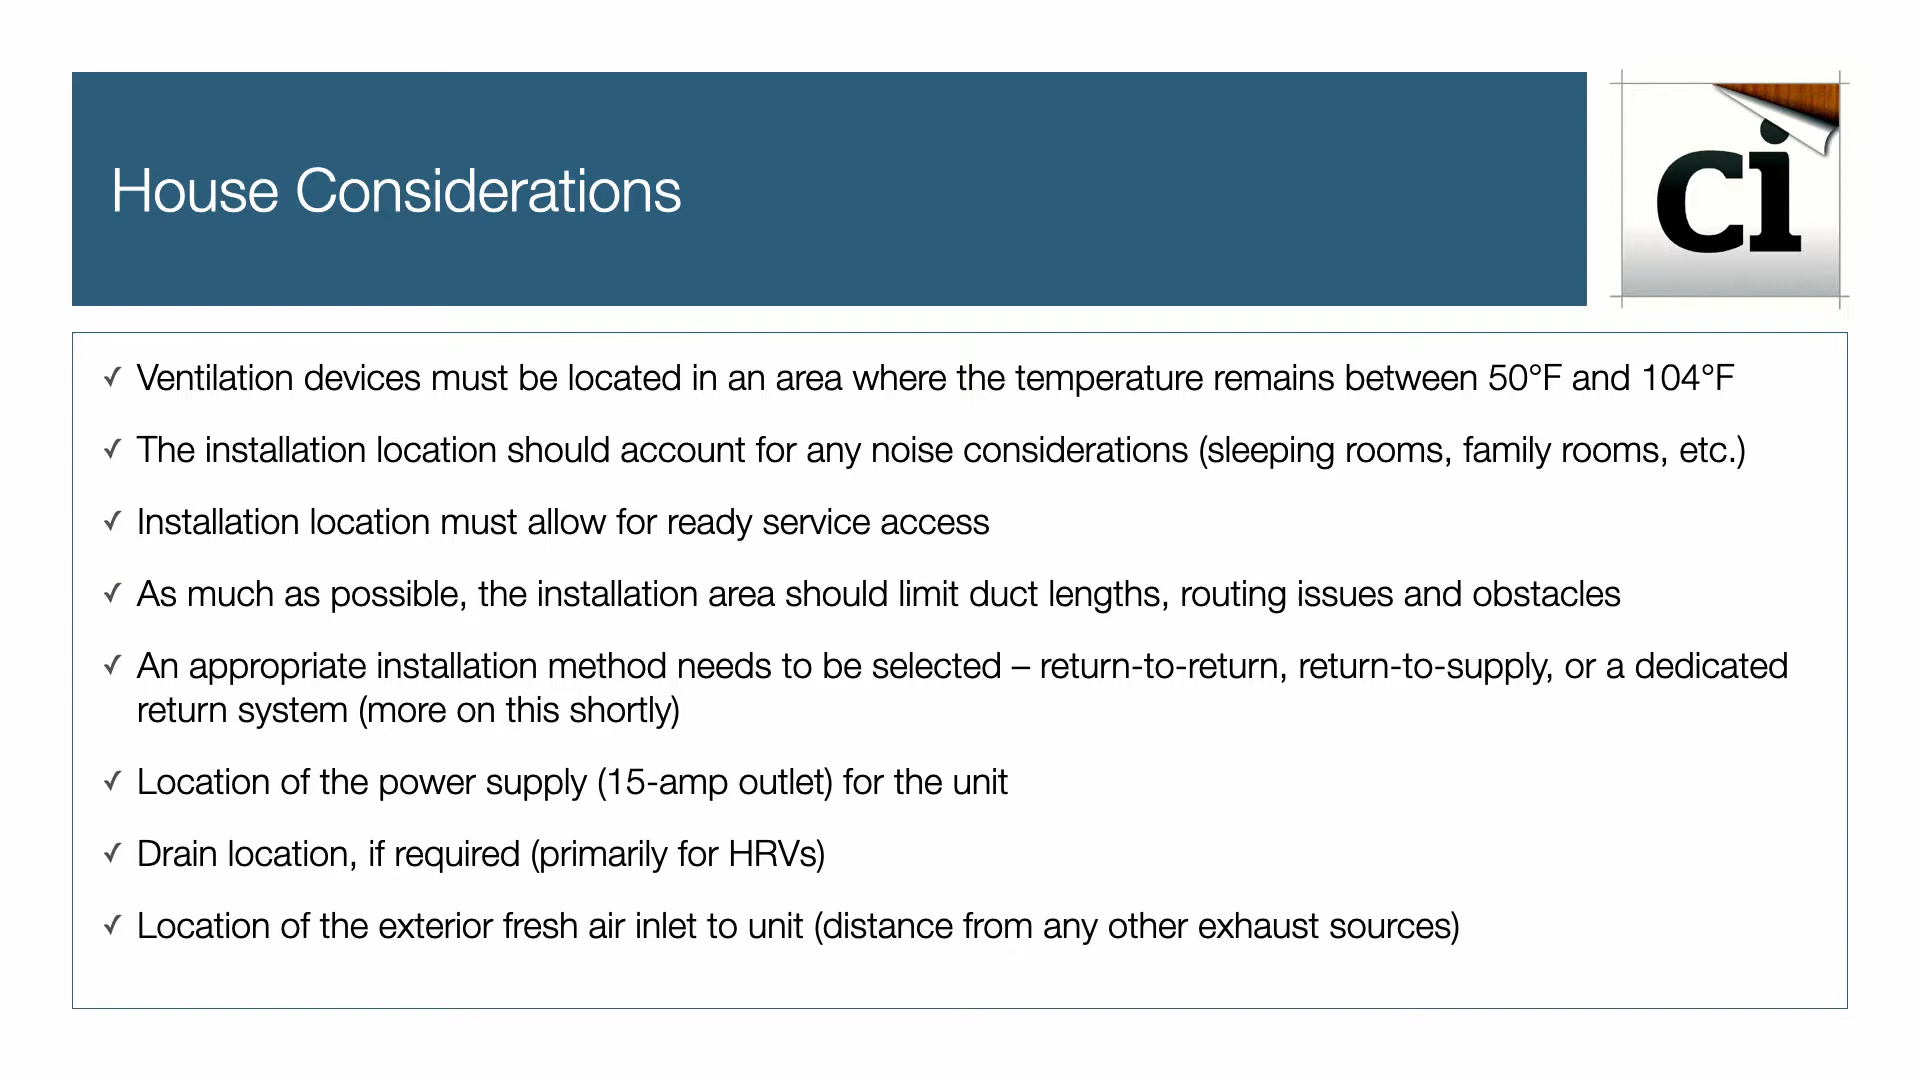 House Considerations
ci
✓ Ventilation devices must be located in an area where the temperature remains between 50°F and 104°F
✓ The installation location should account for any noise considerations (sleeping rooms, family rooms, etc.)
✓ Installation location must allow for ready service access
✓ As much as possible, the installation area should limit duct lengths, routing issues and obstacles
✓ An appropriate installation method needs to be selected – return-to-return, return-to-supply, or a dedicated
return system (more on this shortly)
✓ Location of the power supply (15-amp outlet) for the unit
✓ Drain location, if required (primarily for HRVs)
✓ Location of the exterior fresh air inlet to unit (distance from any other exhaust sources)